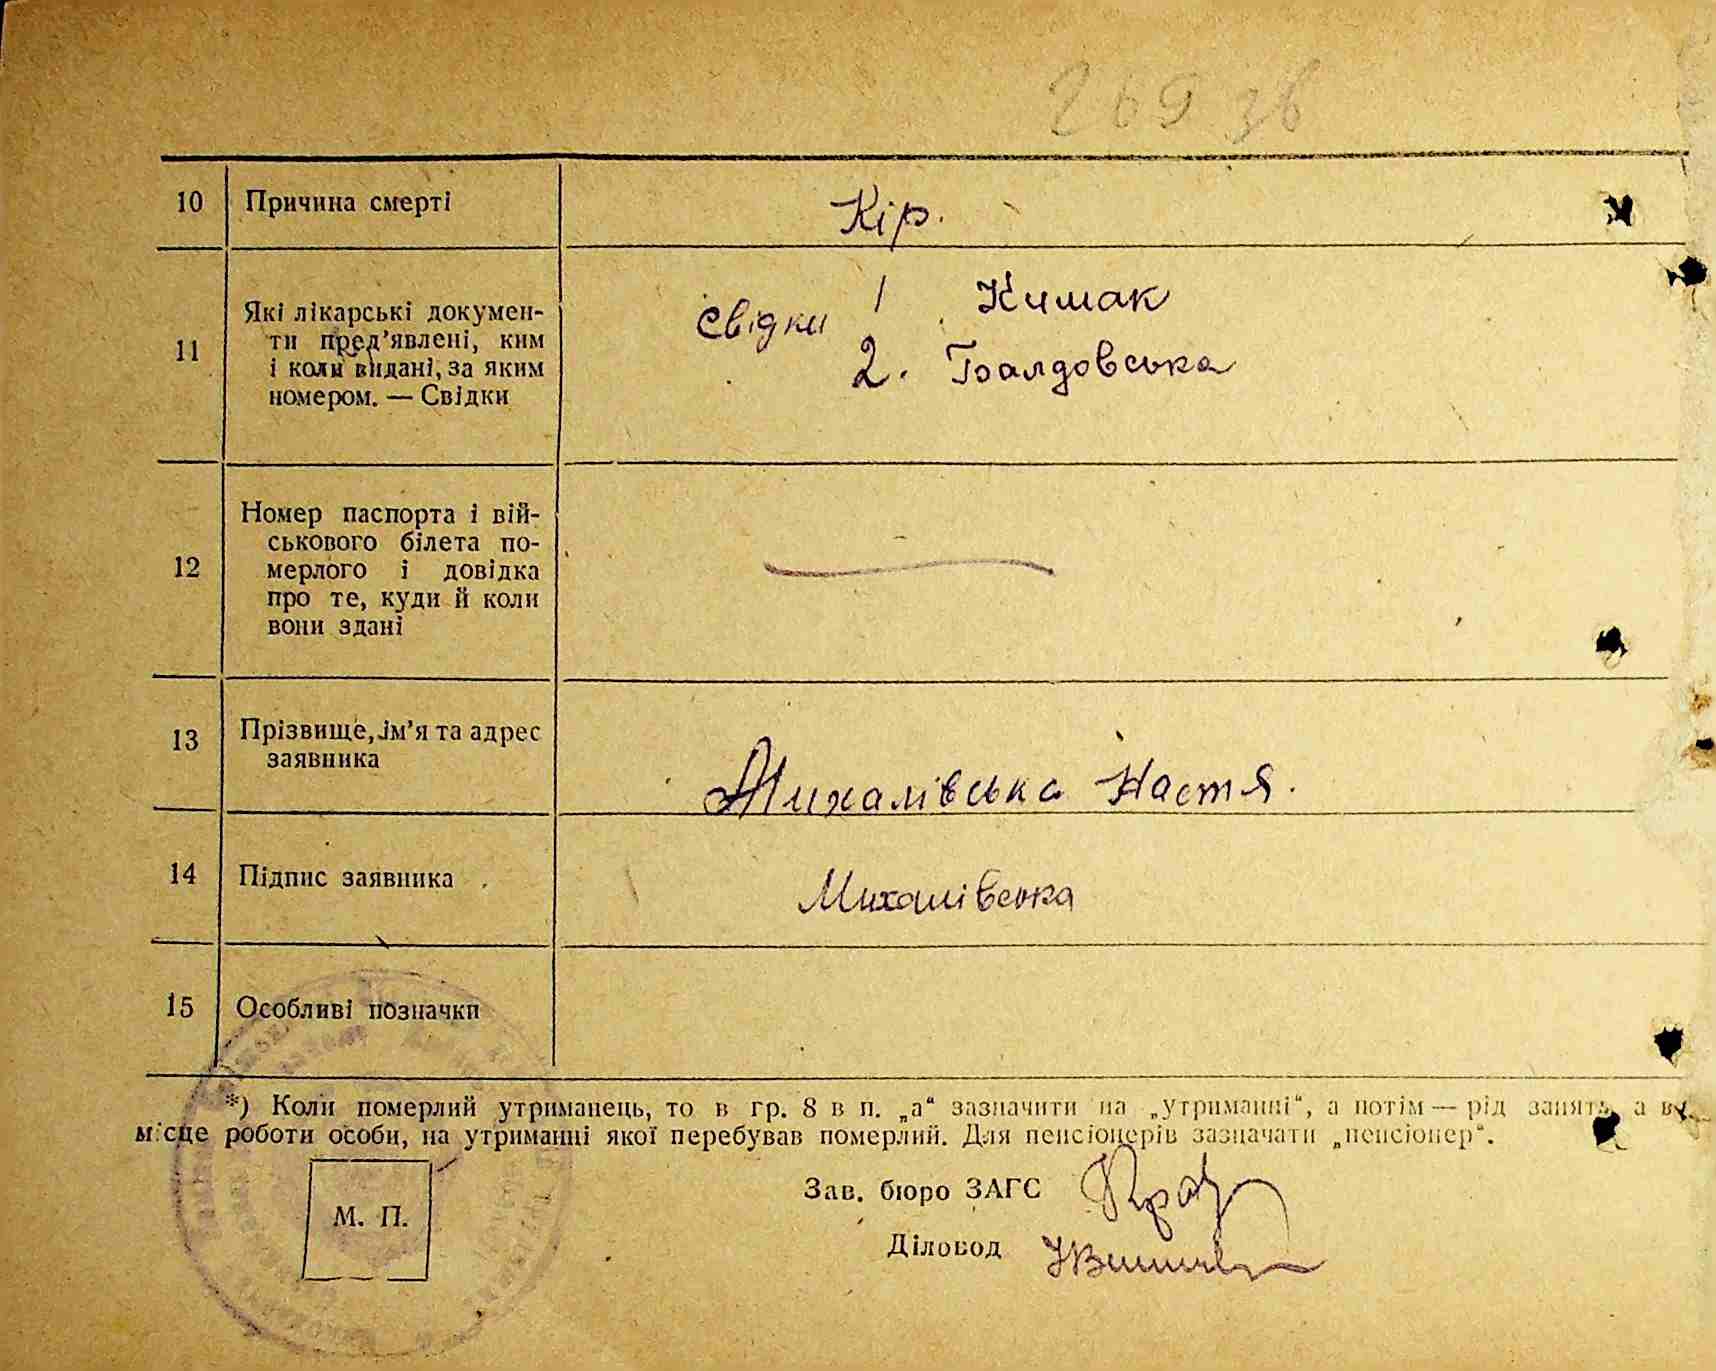 269 зв
10 Причина смерті Кір.
11 Які лікарські докумен-
ти пред’явлені, ким
і коли видані, за яким
номером. — Свідки
Свідки 1 Кимак
2. Балдовська
12 Номер паспорта і вій-
ськового білета по-
мерлого і довідка
про те, куди й коли
вони здані
13 Прізвище, ім’я та адрес
заявника
Михалівська Настя.
14 Підпис заявника Михалівська
15 Особливі позначки
*) Коли померлий утриманець, то в гр. 8 в п. „а“ зазначити на „утриманні“, а потім — рід занять, а в
місце роботи особи, на утриманні якої перебував померлий. Для пенсіонерів зазначати „пенсіонер“.
М. П.
Зав. бюро ЗАГС
Діловод